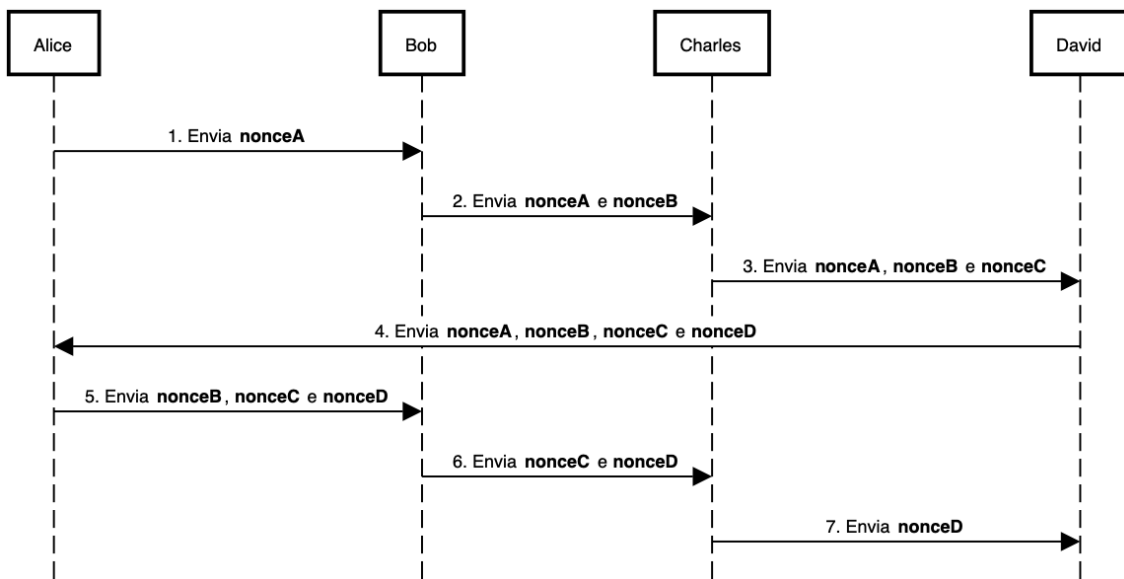 Alice
Bob
Charles
David
1. Envia nonceA
2. Envia nonceA e nonceB
3. Envia nonceA, nonceB e nonceC
4. Envia nonceA, nonceB, nonceC e nonceD
5. Envia nonceB, nonceC e nonceD
6. Envia nonceC e nonceD
7. Envia nonceD